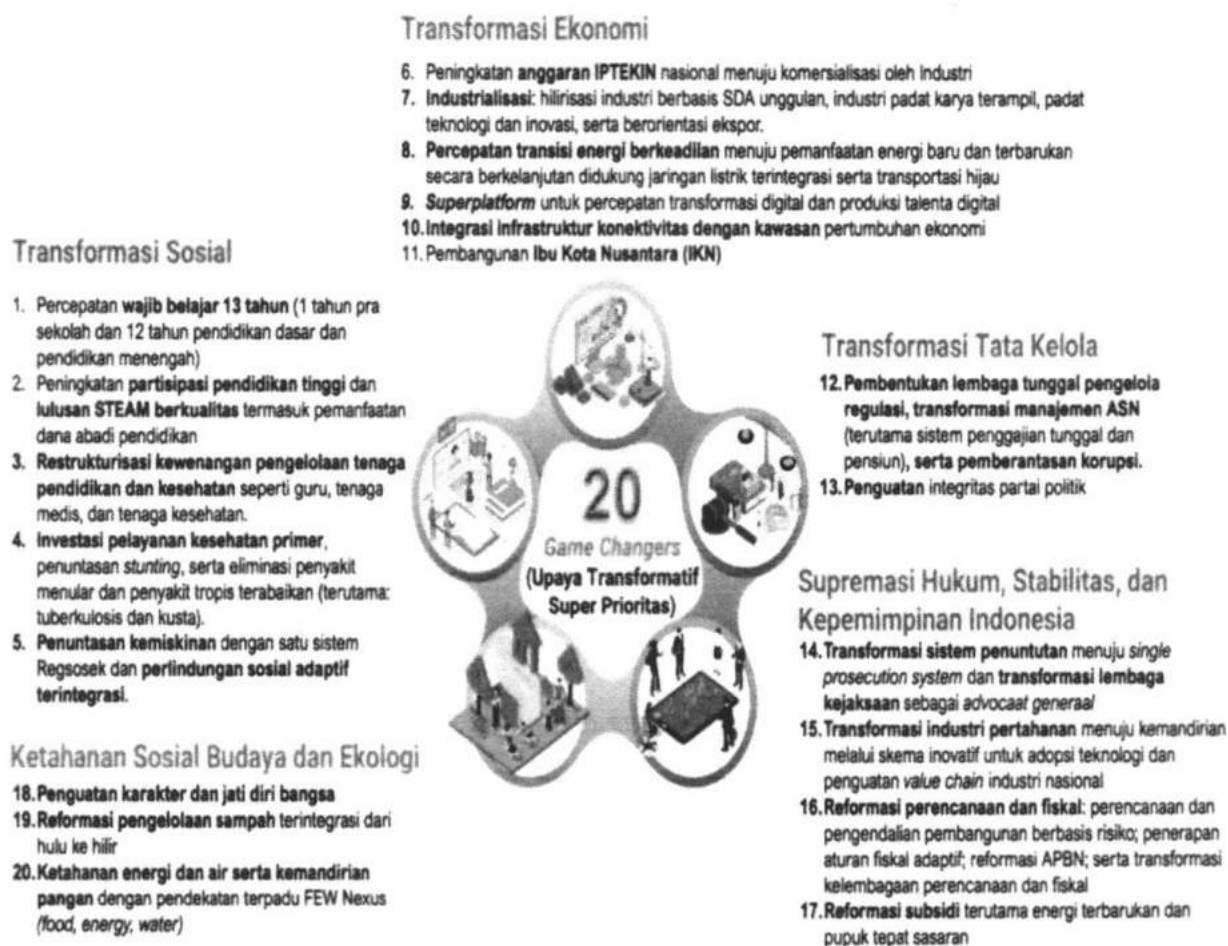 Transformasi Ekonomi
6. Peningkatan anggaran IPTEKIN nasional menuju komersialisasi oleh Industri
7. Industrialisasi: hilirisasi industri berbasis SDA unggulan, industri padat karya terampil, padat
teknologi dan inovasi, serta berorientasi ekspor.
8. Percepatan transisi energi berkeadilan menuju pemanfaatan energi baru dan terbarukan
secara berkelanjutan didukung jaringan listrik terintegrasi serta transportasi hijau
9. Superplatform untuk percepatan transformasi digital dan produksi talenta digital
10. Integrasi infrastruktur konektivitas dengan kawasan pertumbuhan ekonomi
11. Pembangunan Ibu Kota Nusantara (IKN)
Transformasi Sosial
1. Percepatan wajib belajar 13 tahun (1 tahun pra
sekolah dan 12 tahun pendidikan dasar dan
pendidikan menengah)
2. Peningkatan partisipasi pendidikan tinggi dan
lulusan STEAM berkualitas termasuk pemanfaatan
dana abadi pendidikan
3. Restrukturisasi kewenangan pengelolaan tenaga
pendidikan dan kesehatan seperti guru, tenaga
medis, dan tenaga kesehatan.
4. Investasi pelayanan kesehatan primer,
penuntasan stunting, serta eliminasi penyakit
menular dan penyakit tropis terabaikan (terutama:
tuberkulosis dan kusta).
5. Penuntasan kemiskinan dengan satu sistem
Regsosek dan perlindungan sosial adaptif
terintegrasi.
20
Game Changers
(Upaya Transformatif
Super Prioritas)
Transformasi Tata Kelola
12. Pembentukan lembaga tunggal pengelola
regulasi, transformasi manajemen ASN
(terutama sistem penggajian tunggal dan
pensiun), serta pemberantasan korupsi.
13. Penguatan integritas partai politik
Supremasi Hukum, Stabilitas, dan
Kepemimpinan Indonesia
14. Transformasi sistem penuntutan menuju single
prosecution system dan transformasi lembaga
kejaksaan sebagai advocaat generaal
15. Transformasi industri pertahanan menuju kemandirian
melalui skema inovatif untuk adopsi teknologi dan
penguatan value chain industri nasional
16. Reformasi perencanaan dan fiskal: perencanaan dan
pengendalian pembangunan berbasis risiko; penerapan
aturan fiskal adaptif; reformasi APBN; serta transformasi
kelembagaan perencanaan dan fiskal
17. Reformasi subsidi terutama energi terbarukan dan
pupuk tepat sasaran
Ketahanan Sosial Budaya dan Ekologi
18. Penguatan karakter dan jati diri bangsa
19. Reformasi pengelolaan sampah terintegrasi dari
hulu ke hilir
20. Ketahanan energi dan air serta kemandirian
pangan dengan pendekatan terpadu FEW Nexus
(food, energy, water)